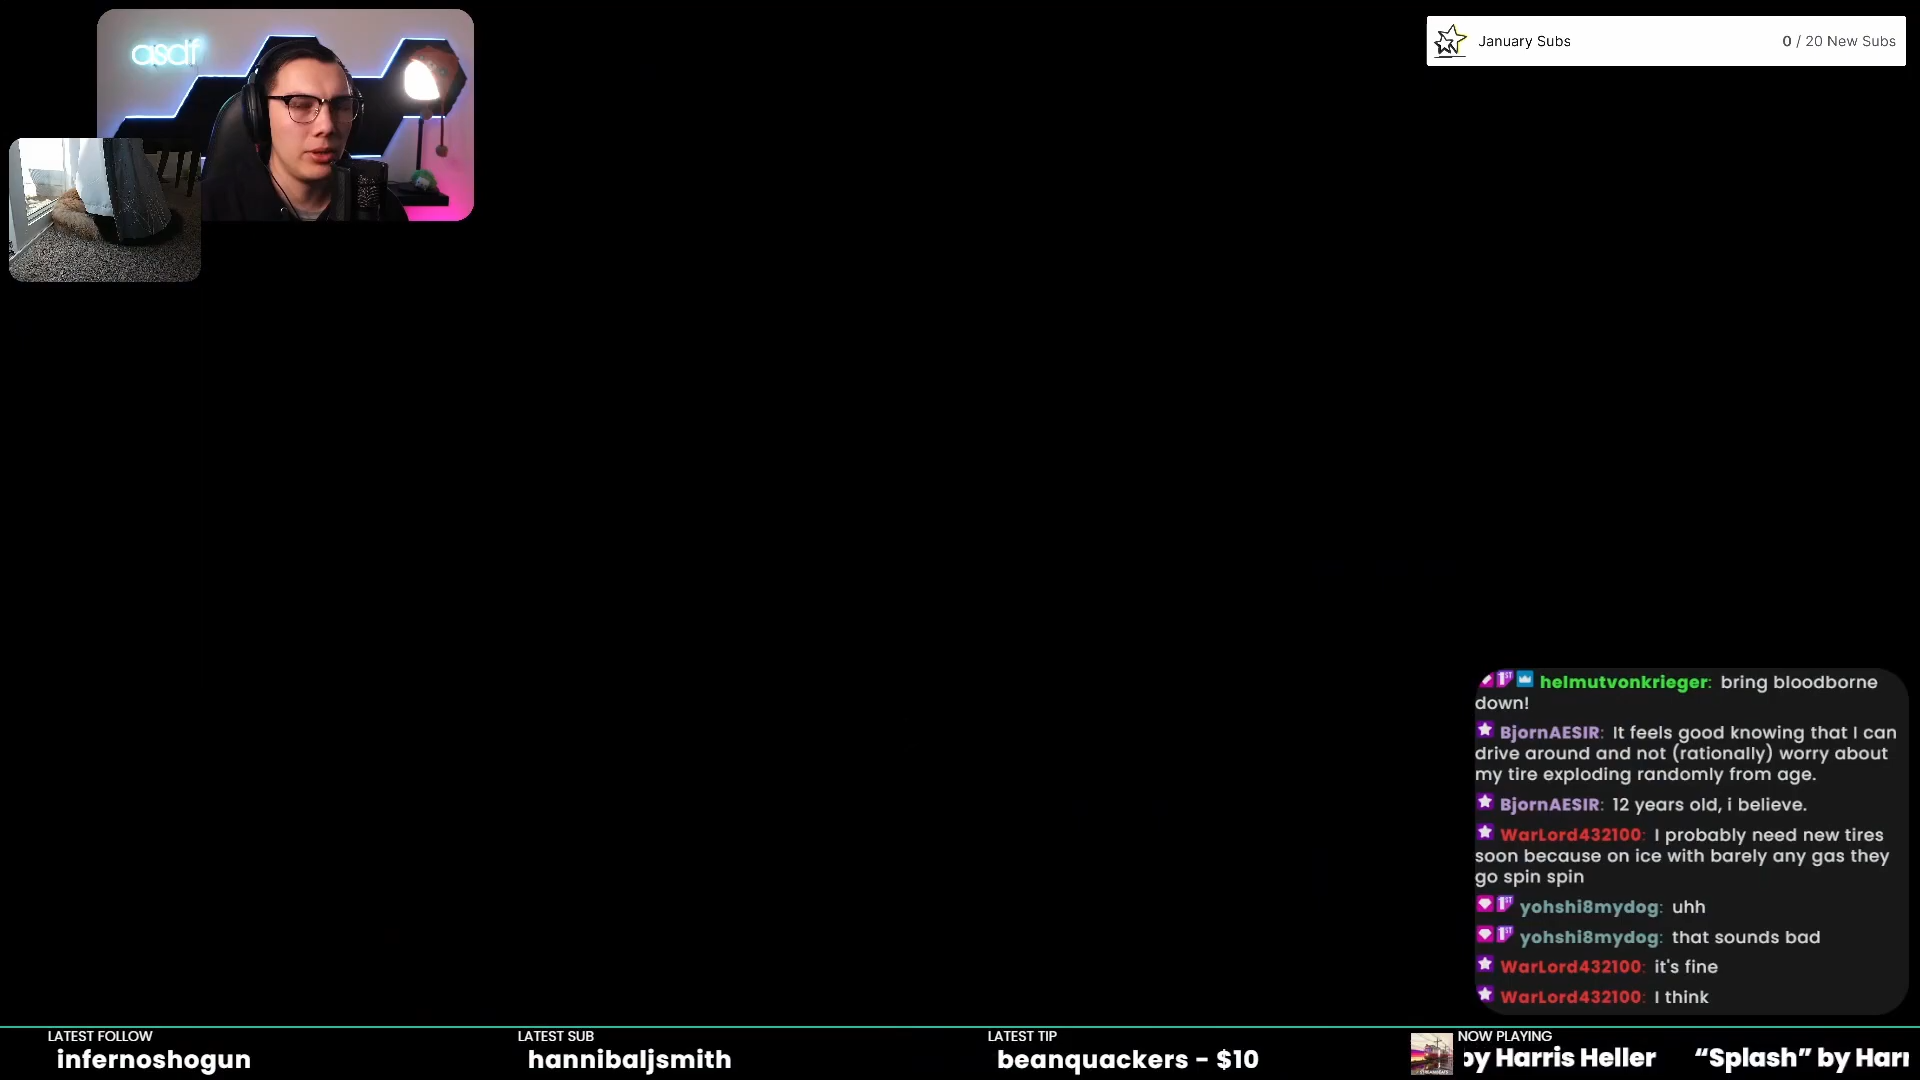 asdf
January Subs
0 / 20 New Subs
helmutvonkrieger: bring bloodborne
down!
BjornAESIR: It feels good knowing that I can
drive around and not (rationally) worry about
my tire exploding randomly from age.
BjornAESIR: 12 years old, i believe.
WarLord432100: I probably need new tires
soon because on ice with barely any gas they
go spin spin
yohshi8mydog: uhh
yohshi8mydog: that sounds bad
WarLord432100: it's fine
WarLord432100: I think
LATEST FOLLOW
infernoshogun
LATEST SUB
hannibaljsmith
LATEST TIP
beanquackers - $10
NOW PLAYING
by Harris Heller “Splash” by Harr